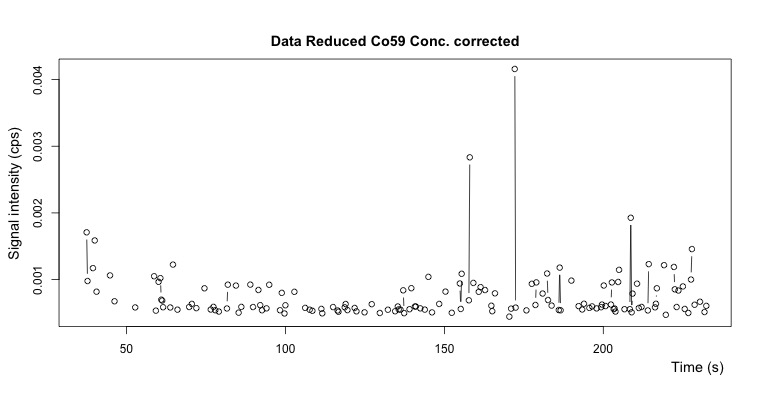 Data Reduced Co59 Conc. corrected
Signal intensity (cps)
0.004
0.003
0.002
0.001
50 100 150 200
Time (s)